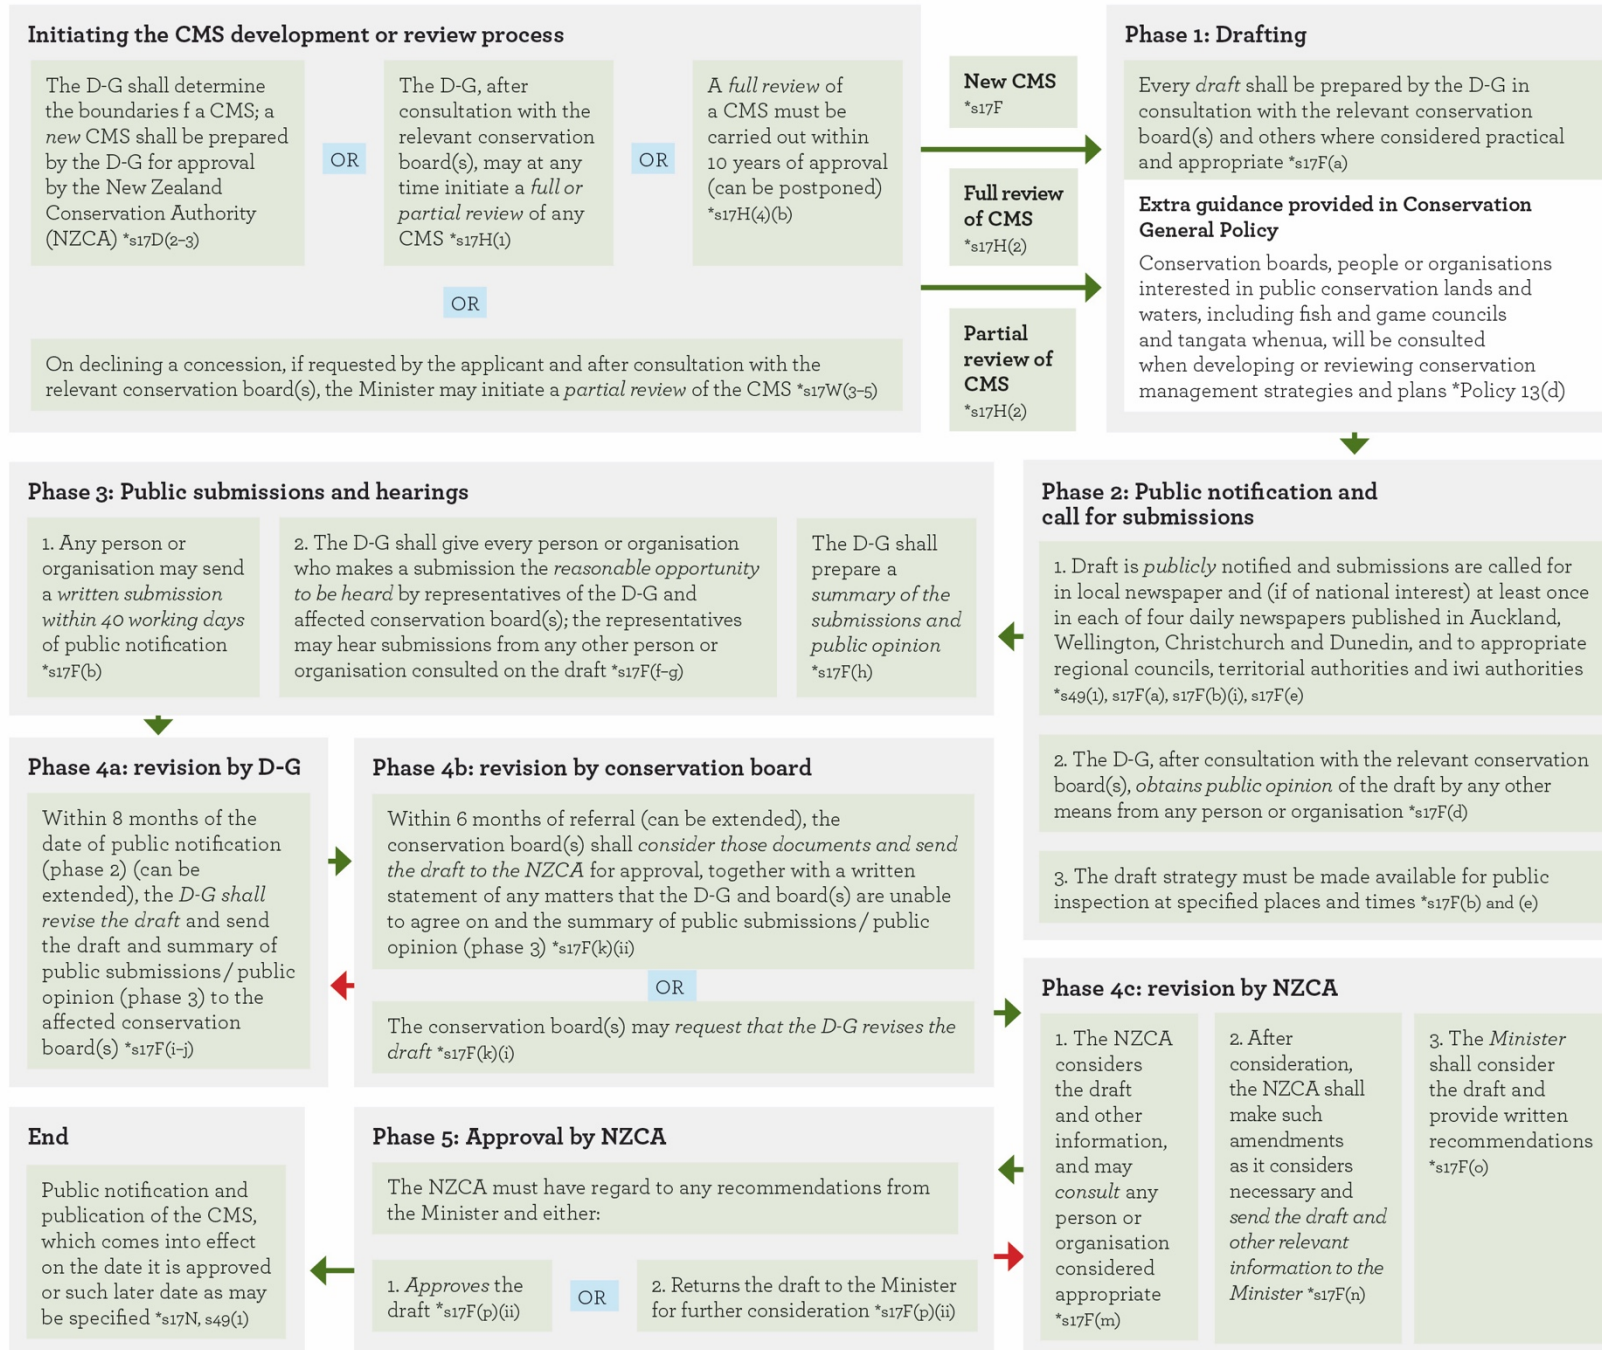 Initiating the CMS development or review process
The D-G shall determine
the boundaries f a CMS; a
new CMS shall be prepared
by the D-G for approval
by the New Zealand
Conservation Authority
(NZCA) *s17D(2–3)
OR
The D-G, after
consultation with the
relevant conservation
board(s), may at any
time initiate a full or
partial review of any
CMS *s17H(1)
OR
A full review of
a CMS must be
carried out within
10 years of approval
(can be postponed)
*s17H(4)(b)
OR
On declining a concession, if requested by the applicant and after consultation with the
relevant conservation board(s), the Minister may initiate a partial review of the CMS *s17W(3–5)
New CMS
*s17F
Full review
of CMS
*s17H(2)
Partial
review of
CMS
*s17H(2)
Phase 1: Drafting
Every draft shall be prepared by the D-G in
consultation with the relevant conservation
board(s) and others where considered practical
and appropriate *s17F(a)
Extra guidance provided in Conservation
General Policy
Conservation boards, people or organisations
interested in public conservation lands and
waters, including fish and game councils
and tangata whenua, will be consulted
when developing or reviewing conservation
management strategies and plans *Policy 13(d)
Phase 2: Public notification and
call for submissions
1. Draft is publicly notified and submissions are called for
in local newspaper and (if of national interest) at least once
in each of four daily newspapers published in Auckland,
Wellington, Christchurch and Dunedin, and to appropriate
regional councils, territorial authorities and iwi authorities
*s49(1), s17F(a), s17F(b)(i), s17F(e)
2. The D-G, after consultation with the relevant conservation
board(s), obtains public opinion of the draft by any other
means from any person or organisation *s17F(d)
3. The draft strategy must be made available for public
inspection at specified places and times *s17F(b) and (e)
Phase 3: Public submissions and hearings
1. Any person or
organisation may send
a written submission
within 40 working days
of public notification
*s17F(b)
2. The D-G shall give every person or organisation
who makes a submission the reasonable opportunity
to be heard by representatives of the D-G and
affected conservation board(s); the representatives
may hear submissions from any other person or
organisation consulted on the draft *s17F(f–g)
The D-G shall
prepare a
summary of the
submissions and
public opinion
*s17F(h)
Phase 4a: revision by D-G
Within 8 months of the
date of public notification
(phase 2) (can be
extended), the D-G shall
revise the draft and send
the draft and summary of
public submissions / public
opinion (phase 3) to the
affected conservation
board(s) *s17F(i–j)
Phase 4b: revision by conservation board
Within 6 months of referral (can be extended), the
conservation board(s) shall consider those documents and send
the draft to the NZCA for approval, together with a written
statement of any matters that the D-G and board(s) are unable
to agree on and the summary of public submissions / public
opinion (phase 3) *s17F(k)(ii)
OR
The conservation board(s) may request that the D-G revises the
draft *s17F(k)(i)
Phase 4c: revision by NZCA
1. The NZCA
considers
the draft
and other
information,
and may
consult any
person or
organisation
considered
appropriate
*s17F(m)
2. After
consideration,
the NZCA shall
make such
amendments
as it considers
necessary and
send the draft and
other relevant
information to the
Minister *s17F(n)
3. The Minister
shall consider
the draft and
provide written
recommendations
*s17F(o)
Phase 5: Approval by NZCA
The NZCA must have regard to any recommendations from
the Minister and either:
1. Approves the
draft *s17F(p)(ii)
OR
2. Returns the draft to the Minister
for further consideration *s17F(p)(ii)
End
Public notification and
publication of the CMS,
which comes into effect
on the date it is approved
or such later date as may
be specified *s17N, s49(1)